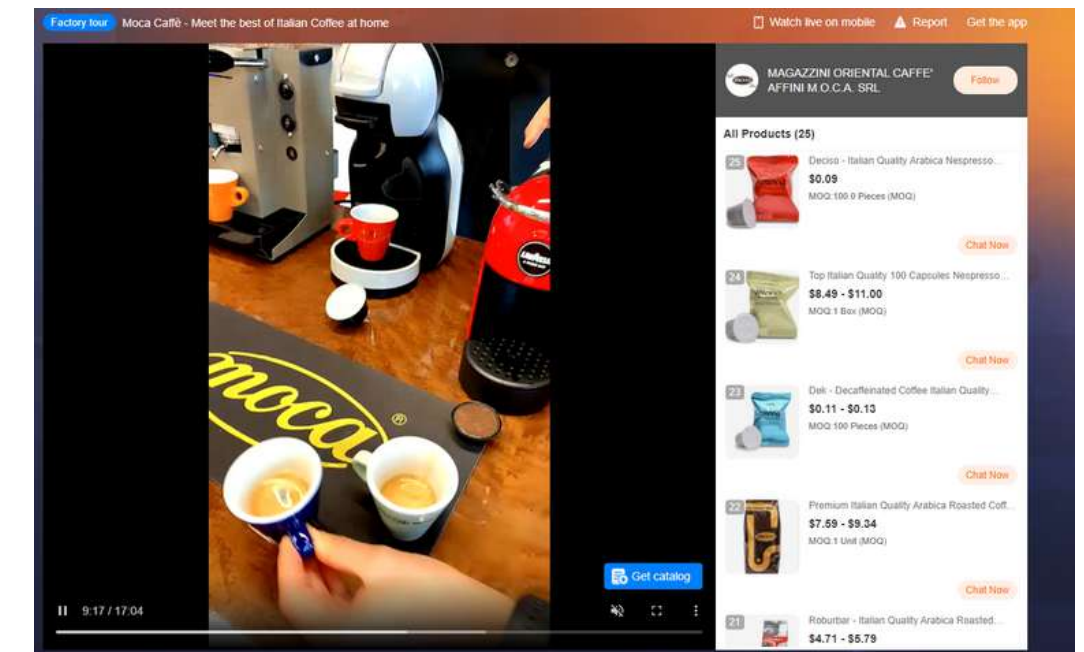 Factory tour Moca Caffè - Meet the best of Italian Coffee at home
Watch live on mobile Report Get the app
MAGAZZINI ORIENTAL CAFFE'
AFFINI M.O.C.A. SRL
Follow
All Products (25)
25
Deciso - Italian Quality Arabica Nespresso...
$0.09
MOQ:100.0 Pieces (MOQ)
Chat Now
24
Top Italian Quality 100 Capsules Nespresso...
$8.49 - $11.00
MOQ:1 Box (MOQ)
Chat Now
23
Dek - Decaffeinated Coffee Italian Quality...
$0.11 - $0.13
MOQ:100 Pieces (MOQ)
Chat Now
22
Premium Italian Quality Arabica Roasted Coff...
$7.59 - $9.34
MOQ:1 Unit (MOQ)
Chat Now
21
Roburbar - Italian Quality Arabica Roasted...
$4.71 - $5.79
LAVAZZA
moca®
Get catalog
9:17 / 17:04